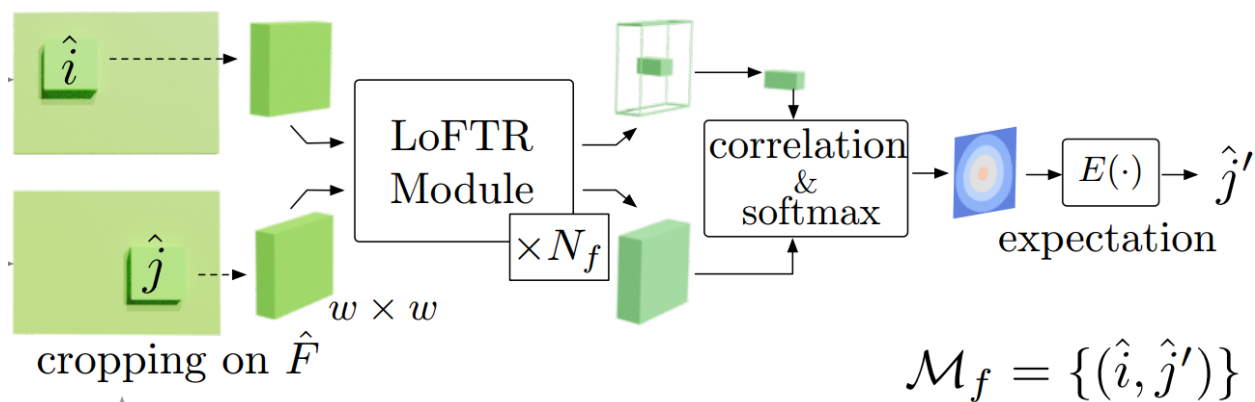 î
LoFTR
Module
× N_f
correlation
&
softmax
E(·)
ĵ′
expectation
ĵ
w × w
cropping on F̂
ℳ_f = {(î, ĵ′)}